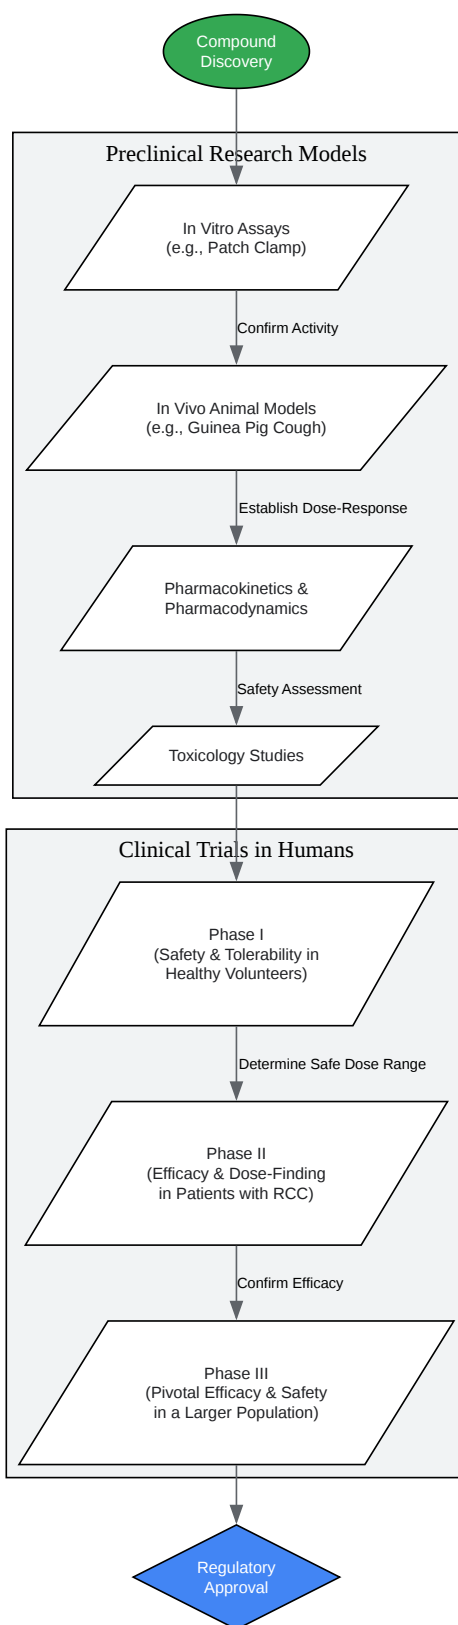 Compound
Discovery
Preclinical Research Models
In Vitro Assays
(e.g., Patch Clamp)
Confirm Activity
In Vivo Animal Models
(e.g., Guinea Pig Cough)
Establish Dose-Response
Pharmacokinetics &
Pharmacodynamics
Safety Assessment
Toxicology Studies
Clinical Trials in Humans
Phase I
(Safety & Tolerability in
Healthy Volunteers)
Determine Safe Dose Range
Phase II
(Efficacy & Dose-Finding
in Patients with RCC)
Confirm Efficacy
Phase III
(Pivotal Efficacy & Safety
in a Larger Population)
Regulatory
Approval